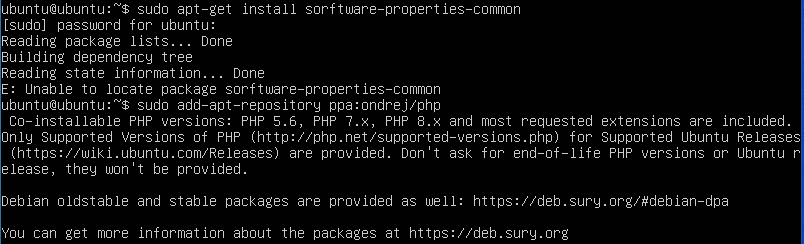 ubuntu@ubuntu:~$ sudo apt-get install sorftware-properties-common
[sudo] password for ubuntu:
Reading package lists... Done
Building dependency tree
Reading state information... Done
E: Unable to locate package sorftware-properties-common
ubuntu@ubuntu:~$ sudo add-apt-repository ppa:ondrej/php
 Co-installable PHP versions: PHP 5.6, PHP 7.x, PHP 8.x and most requested extensions are included.
Only Supported Versions of PHP (http://php.net/supported-versions.php) for Supported Ubuntu Releases
 (https://wiki.ubuntu.com/Releases) are provided. Don't ask for end-of-life PHP versions or Ubuntu r
elease, they won't be provided.
Debian oldstable and stable packages are provided as well: https://deb.sury.org/#debian-dpa
You can get more information about the packages at https://deb.sury.org